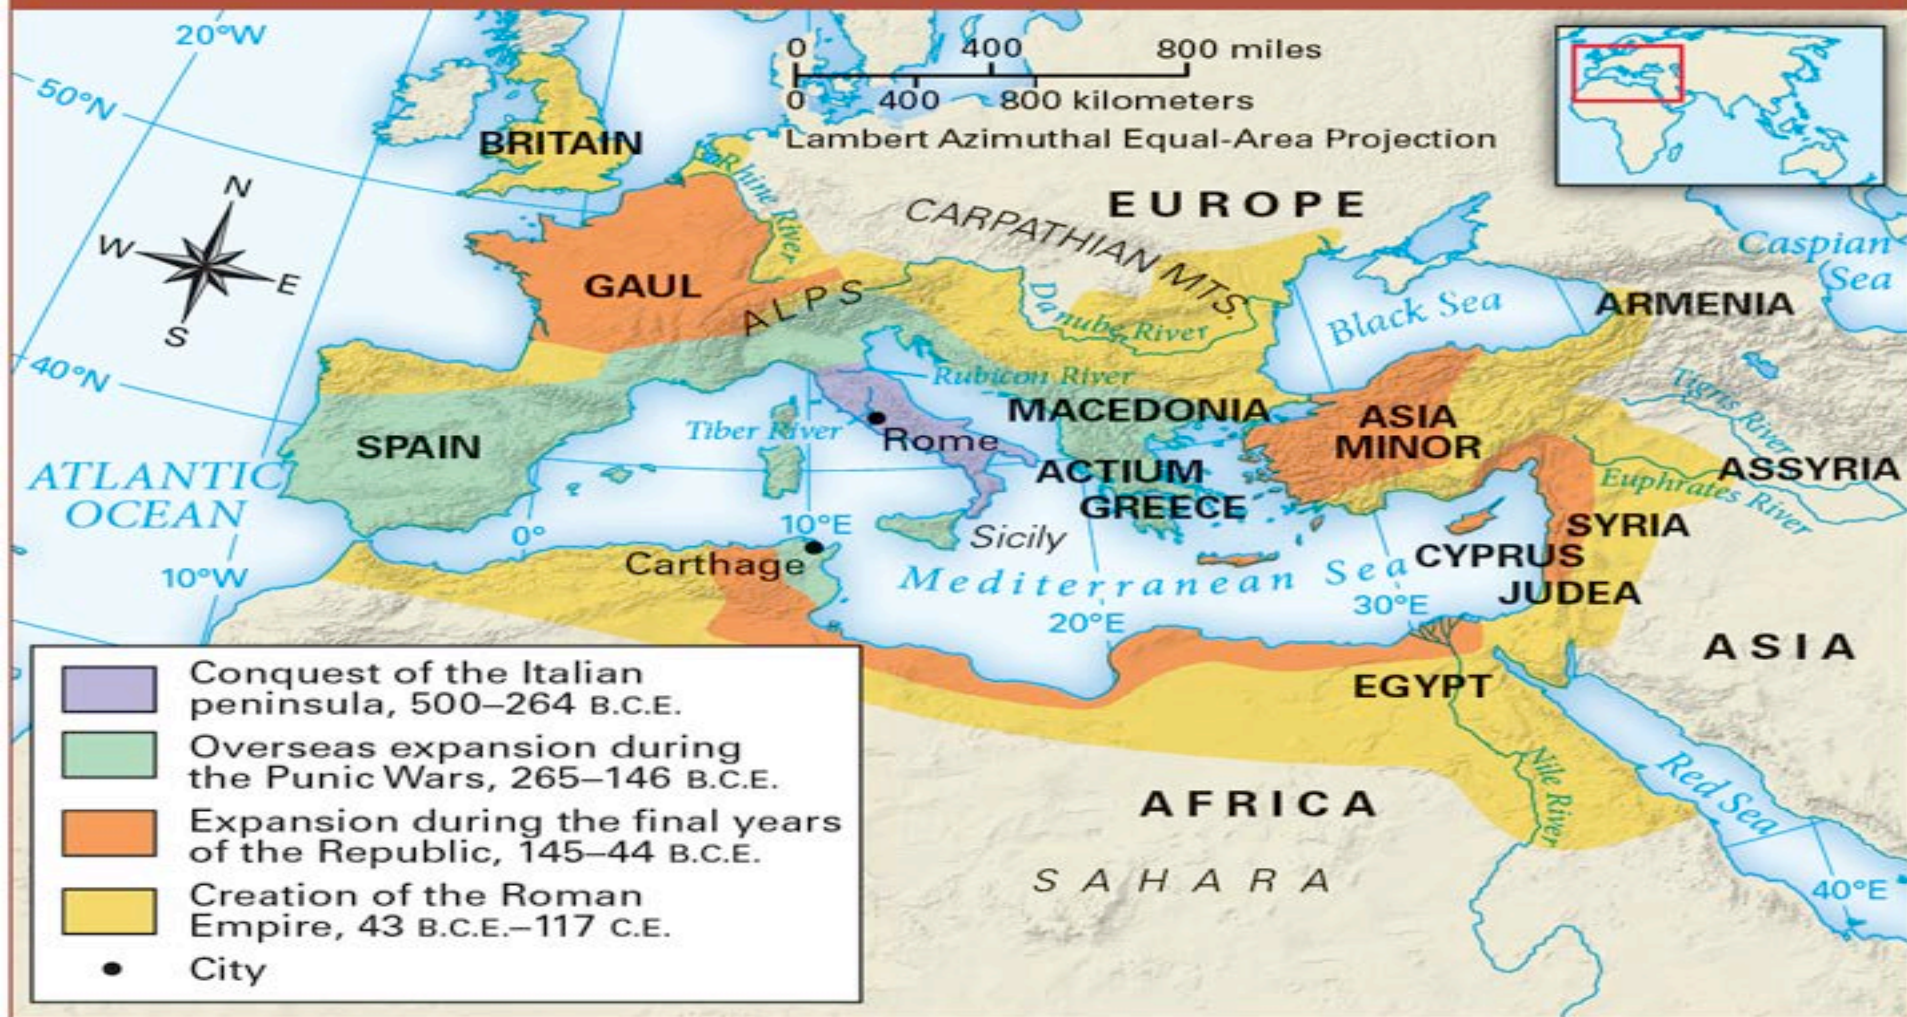 20°W
0 400 800 miles
0 400 800 kilometers
Lambert Azimuthal Equal-Area Projection
50°N
BRITAIN
Rhine River
N
W
E
S
EUROPE
CARPATHIAN MTS.
Caspian
Sea
GAUL
ALPS
Danube River
Black Sea
ARMENIA
40°N
Rubicon River
Tigris River
SPAIN
Tiber River
Rome
MACEDONIA
ASIA
MINOR
ATLANTIC
OCEAN
ACTIUM
GREECE
ASSYRIA
Euphrates River
0°
10°E
Sicily
SYRIA
10°W
Carthage
Mediterranean Sea
CYPRUS
JUDEA
20°E
30°E
ASIA
EGYPT
Nile River
Red Sea
AFRICA
SAHARA
40°E
Conquest of the Italian
peninsula, 500–264 B.C.E.
Overseas expansion during
the Punic Wars, 265–146 B.C.E.
Expansion during the final years
of the Republic, 145–44 B.C.E.
Creation of the Roman
Empire, 43 B.C.E.–117 C.E.
City